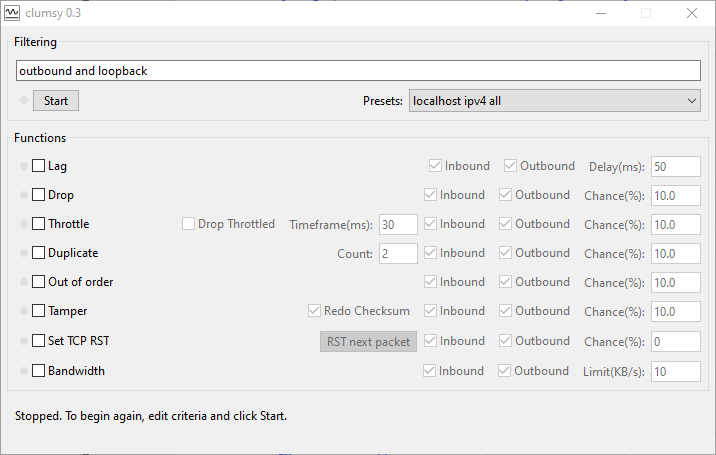 clumsy 0.3
Filtering
outbound and loopback
Start Presets: localhost ipv4 all
Functions
Lag Inbound Outbound Delay(ms): 50
Drop Inbound Outbound Chance(%): 10.0
Throttle Drop Throttled Timeframe(ms): 30 Inbound Outbound Chance(%): 10.0
Duplicate Count: 2 Inbound Outbound Chance(%): 10.0
Out of order Inbound Outbound Chance(%): 10.0
Tamper Redo Checksum Inbound Outbound Chance(%): 10.0
Set TCP RST RST next packet Inbound Outbound Chance(%): 0
Bandwidth Inbound Outbound Limit(KB/s): 10
Stopped. To begin again, edit criteria and click Start.